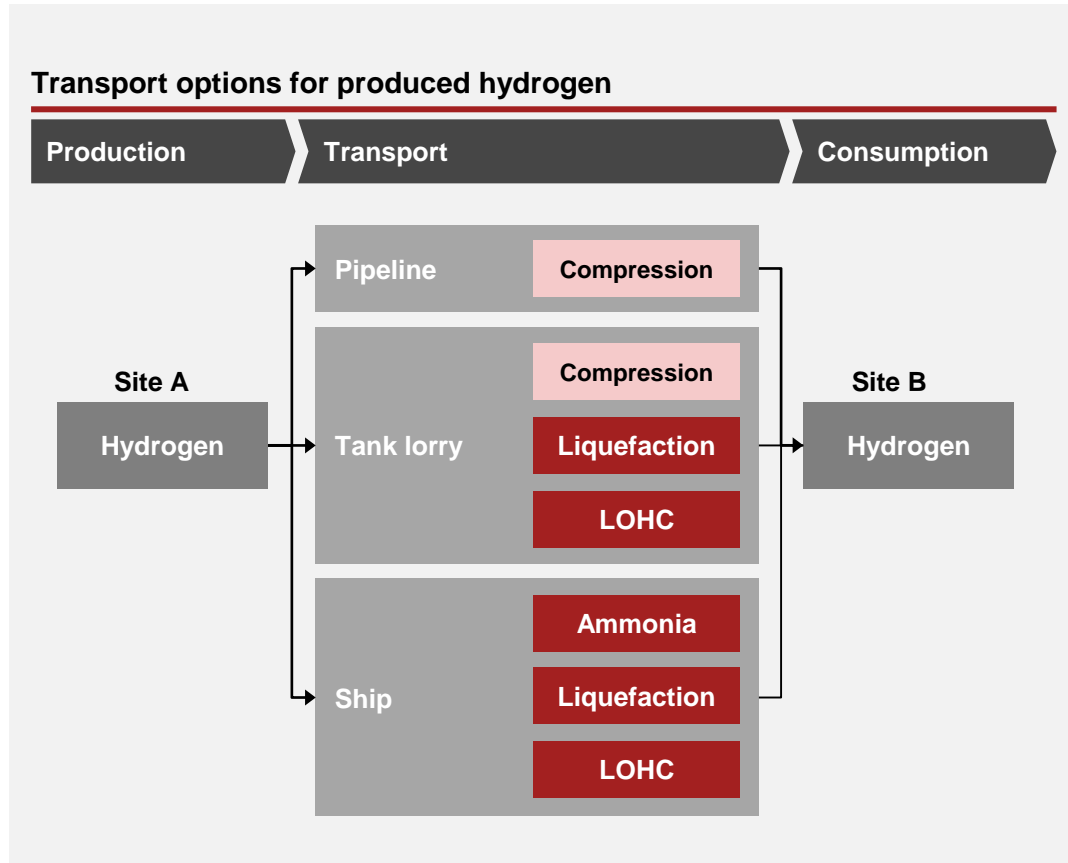 Transport options for produced hydrogen
Production
Transport
Consumption
Pipeline
Compression
Site A
Hydrogen
Tank lorry
Compression
Liquefaction
LOHC
Ship
Ammonia
Liquefaction
LOHC
Site B
Hydrogen